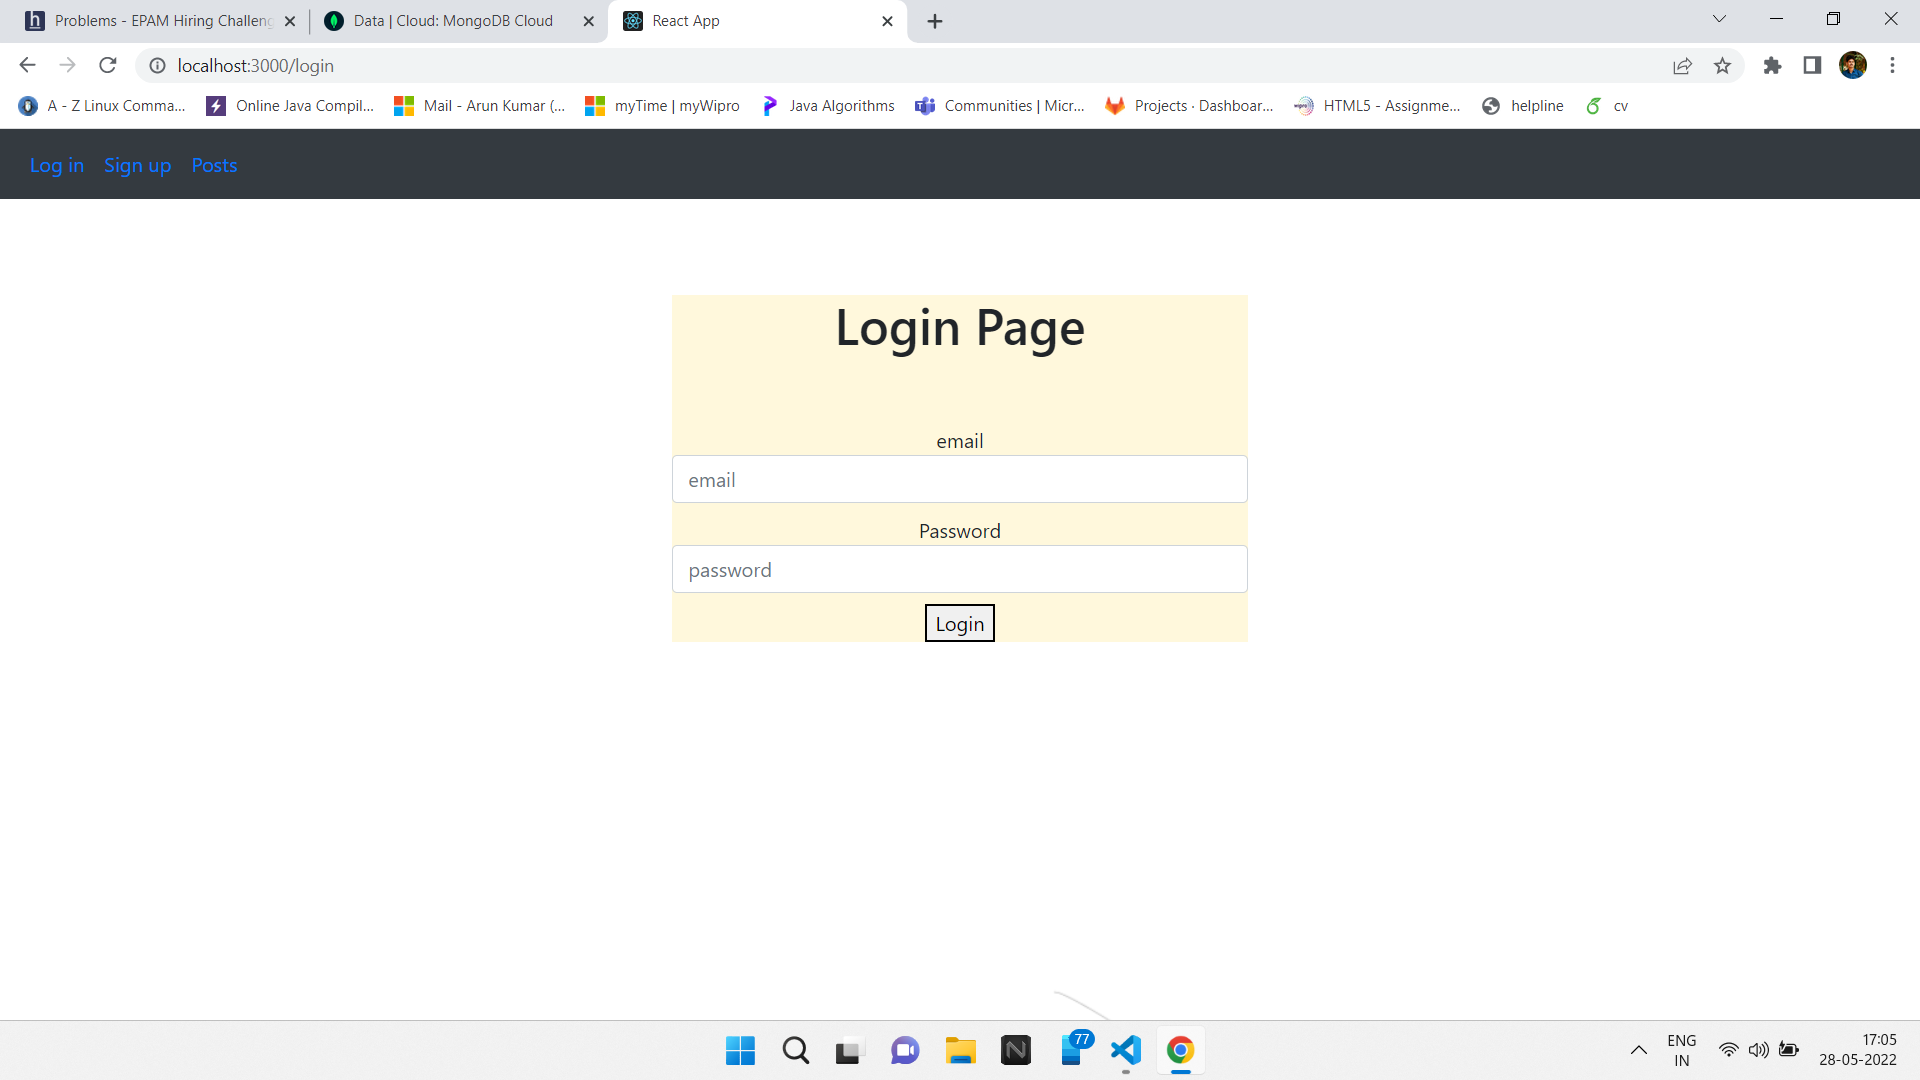 Problems - EPAM Hiring Challeng
Data | Cloud: MongoDB Cloud
React App
localhost:3000/login
A - Z Linux Comma...
Online Java Compil...
Mail - Arun Kumar (...
myTime | myWipro
Java Algorithms
Communities | Micr...
Projects · Dashboar...
HTML5 - Assignme...
helpline
cv
Log in
Sign up
Posts
Login Page
email
email
Password
password
Login
77
ENG
IN
17:05
28-05-2022